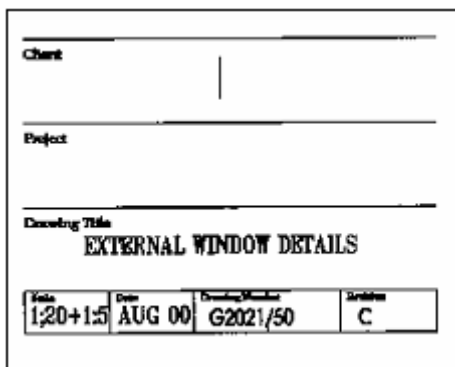 Client
Project
Drawing Title
EXTERNAL WINDOW DETAILS
Scale Date Drawing Number Revision
1:20+1:5 AUG 00 G2021/50 C